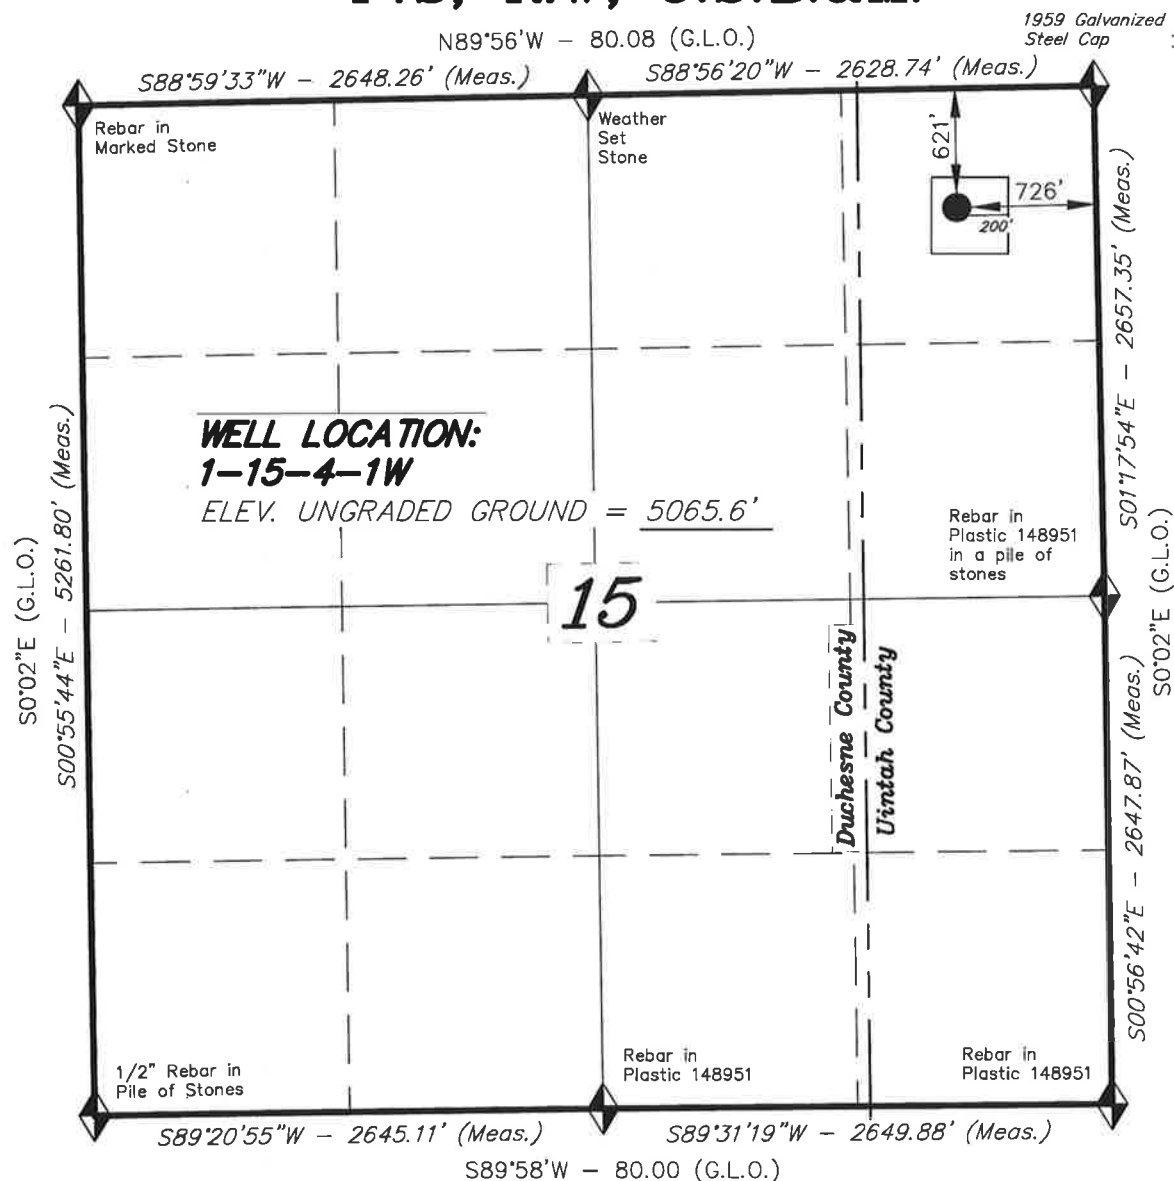 N89°56'W – 80.08 (G.L.O.)
1959 Galvanized
Steel Cap
S88°59'33"W – 2648.26' (Meas.)
S88°56'20"W – 2628.74' (Meas.)
Rebar in
Marked Stone
Weather
Set
Stone
621'
726'
200'
S01°17'54"E – 2657.35' (Meas.)
WELL LOCATION:
1–15–4–1W
ELEV. UNGRADED GROUND = 5065.6'
S0°02"E (G.L.O.)
S00°55'44"E – 5261.80' (Meas.)
Rebar in
Plastic 148951
in a pile of
stones
S0°02"E (G.L.O.)
15
Duchesne County
Uintah County
S00°56'42"E – 2647.87' (Meas.)
1/2" Rebar in
Pile of Stones
Rebar in
Plastic 148951
Rebar in
Plastic 148951
S89°20'55"W – 2645.11' (Meas.)
S89°31'19"W – 2649.88' (Meas.)
S89°58'W – 80.00 (G.L.O.)